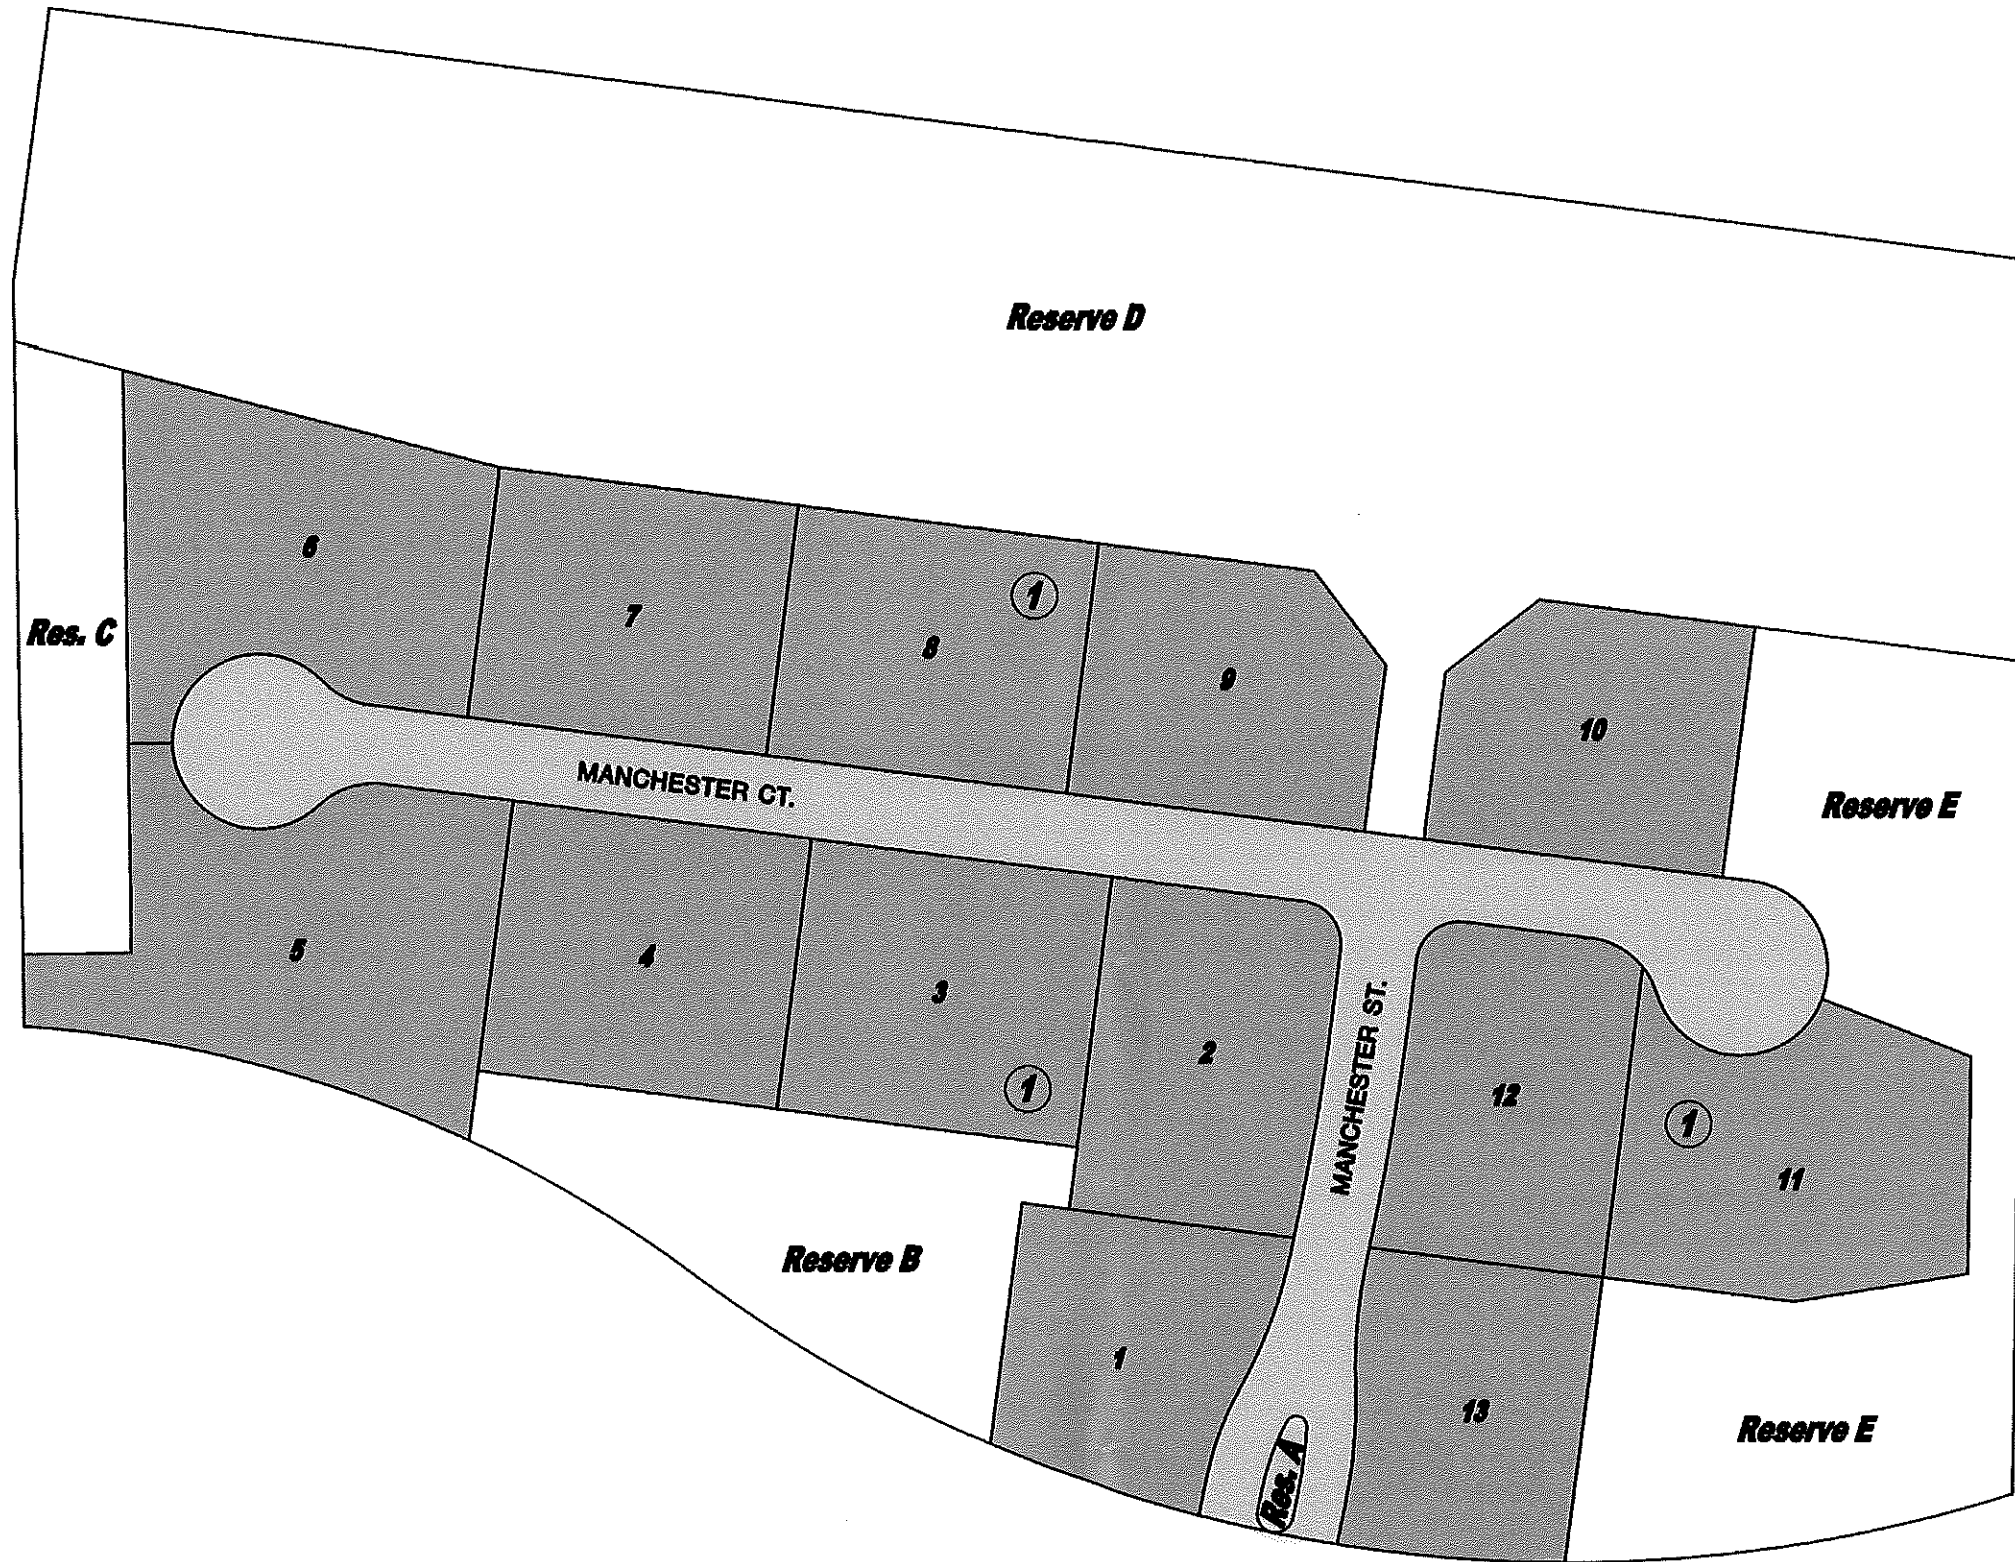 Reserve D
6
7
1
8
9
Res. C
10
MANCHESTER CT.
Reserve E
5
4
3
1
2
MANCHESTER ST.
12
1
11
Reserve B
1
13
Reserve E
Res. A